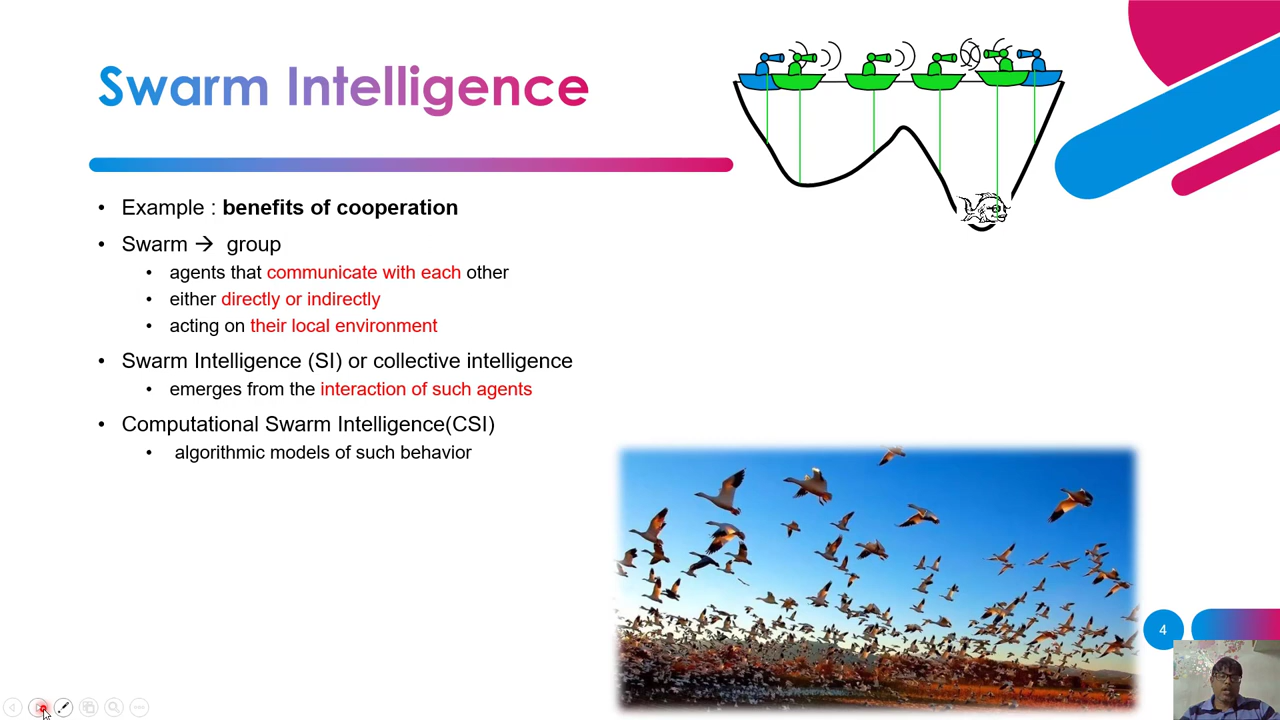 Swarm Intelligence
• Example : benefits of cooperation
• Swarm → group
• agents that communicate with each other
• either directly or indirectly
• acting on their local environment
• Swarm Intelligence (SI) or collective intelligence
• emerges from the interaction of such agents
• Computational Swarm Intelligence(CSI)
• algorithmic models of such behavior
4